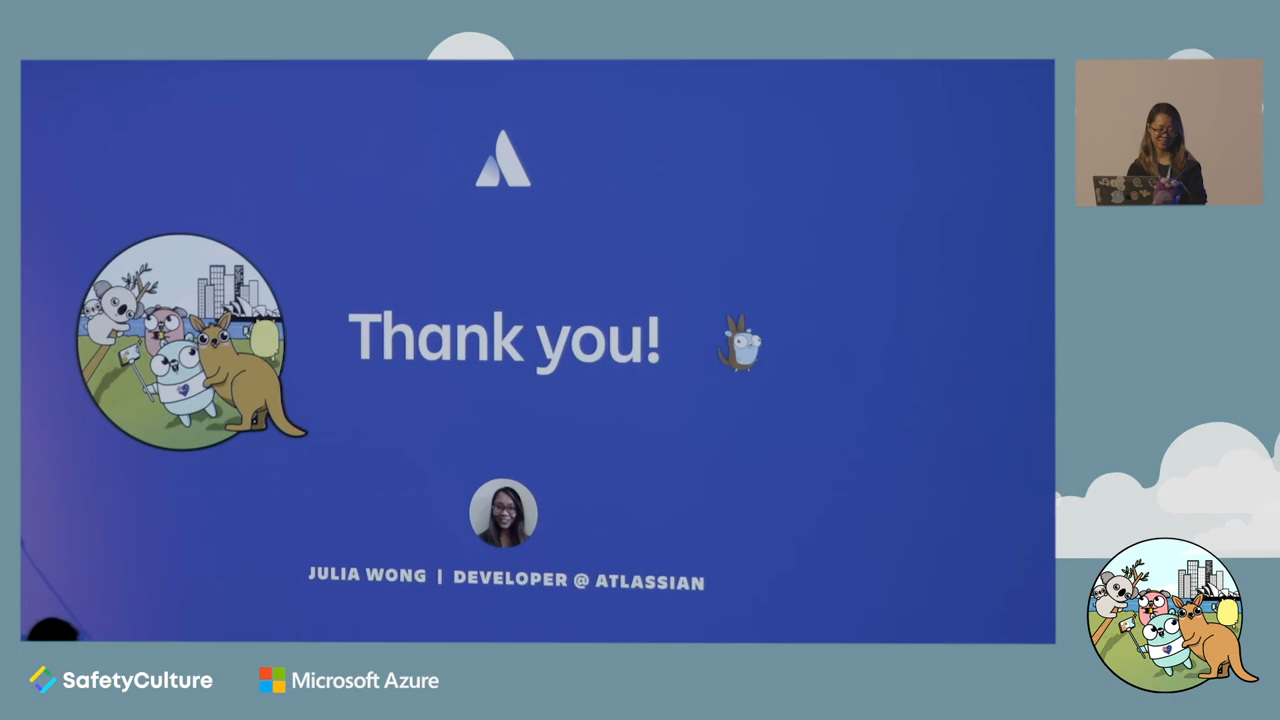 Thank you!
JULIA WONG | DEVELOPER @ ATLASSIAN
SafetyCulture
Microsoft Azure